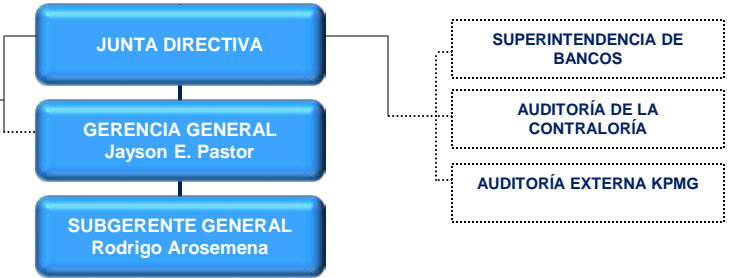 JUNTA DIRECTIVA
GERENCIA GENERAL
Jayson E. Pastor
SUBGERENTE GENERAL
Rodrigo Arosemena
SUPERINTENDENCIA DE
BANCOS
AUDITORÍA DE LA
CONTRALORÍA
AUDITORÍA EXTERNA KPMG